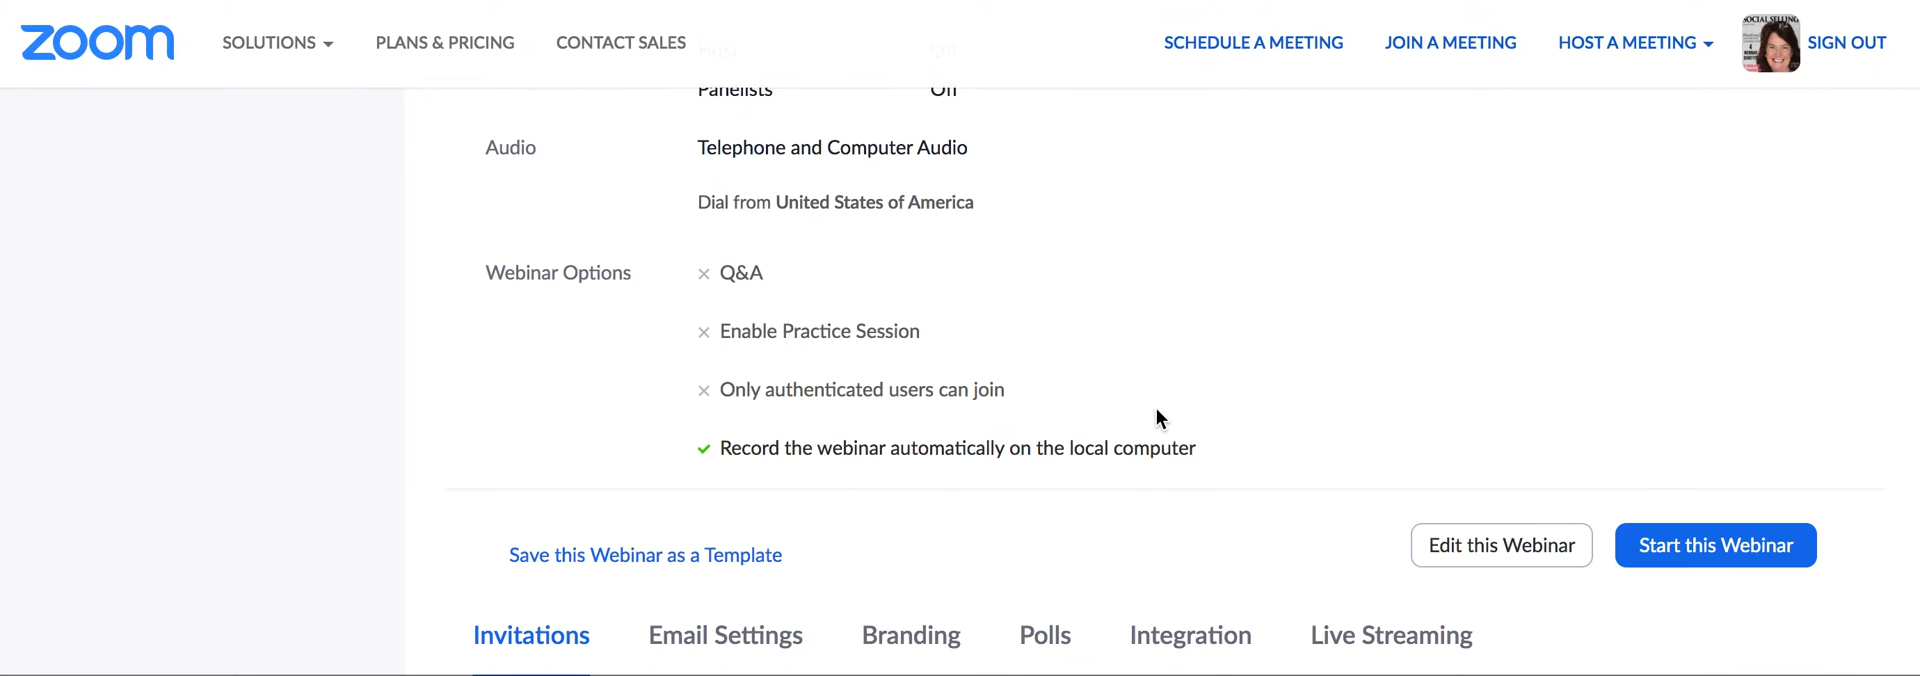 zoom SOLUTIONS PLANS & PRICING CONTACT SALES SCHEDULE A MEETING JOIN A MEETING HOST A MEETING SIGN OUT
SOCIAL SELLING
Panelists Off
Audio Telephone and Computer Audio
Dial from United States of America
Webinar Options Q&A
Enable Practice Session
Only authenticated users can join
Record the webinar automatically on the local computer
Save this Webinar as a Template Edit this Webinar Start this Webinar
Invitations Email Settings Branding Polls Integration Live Streaming